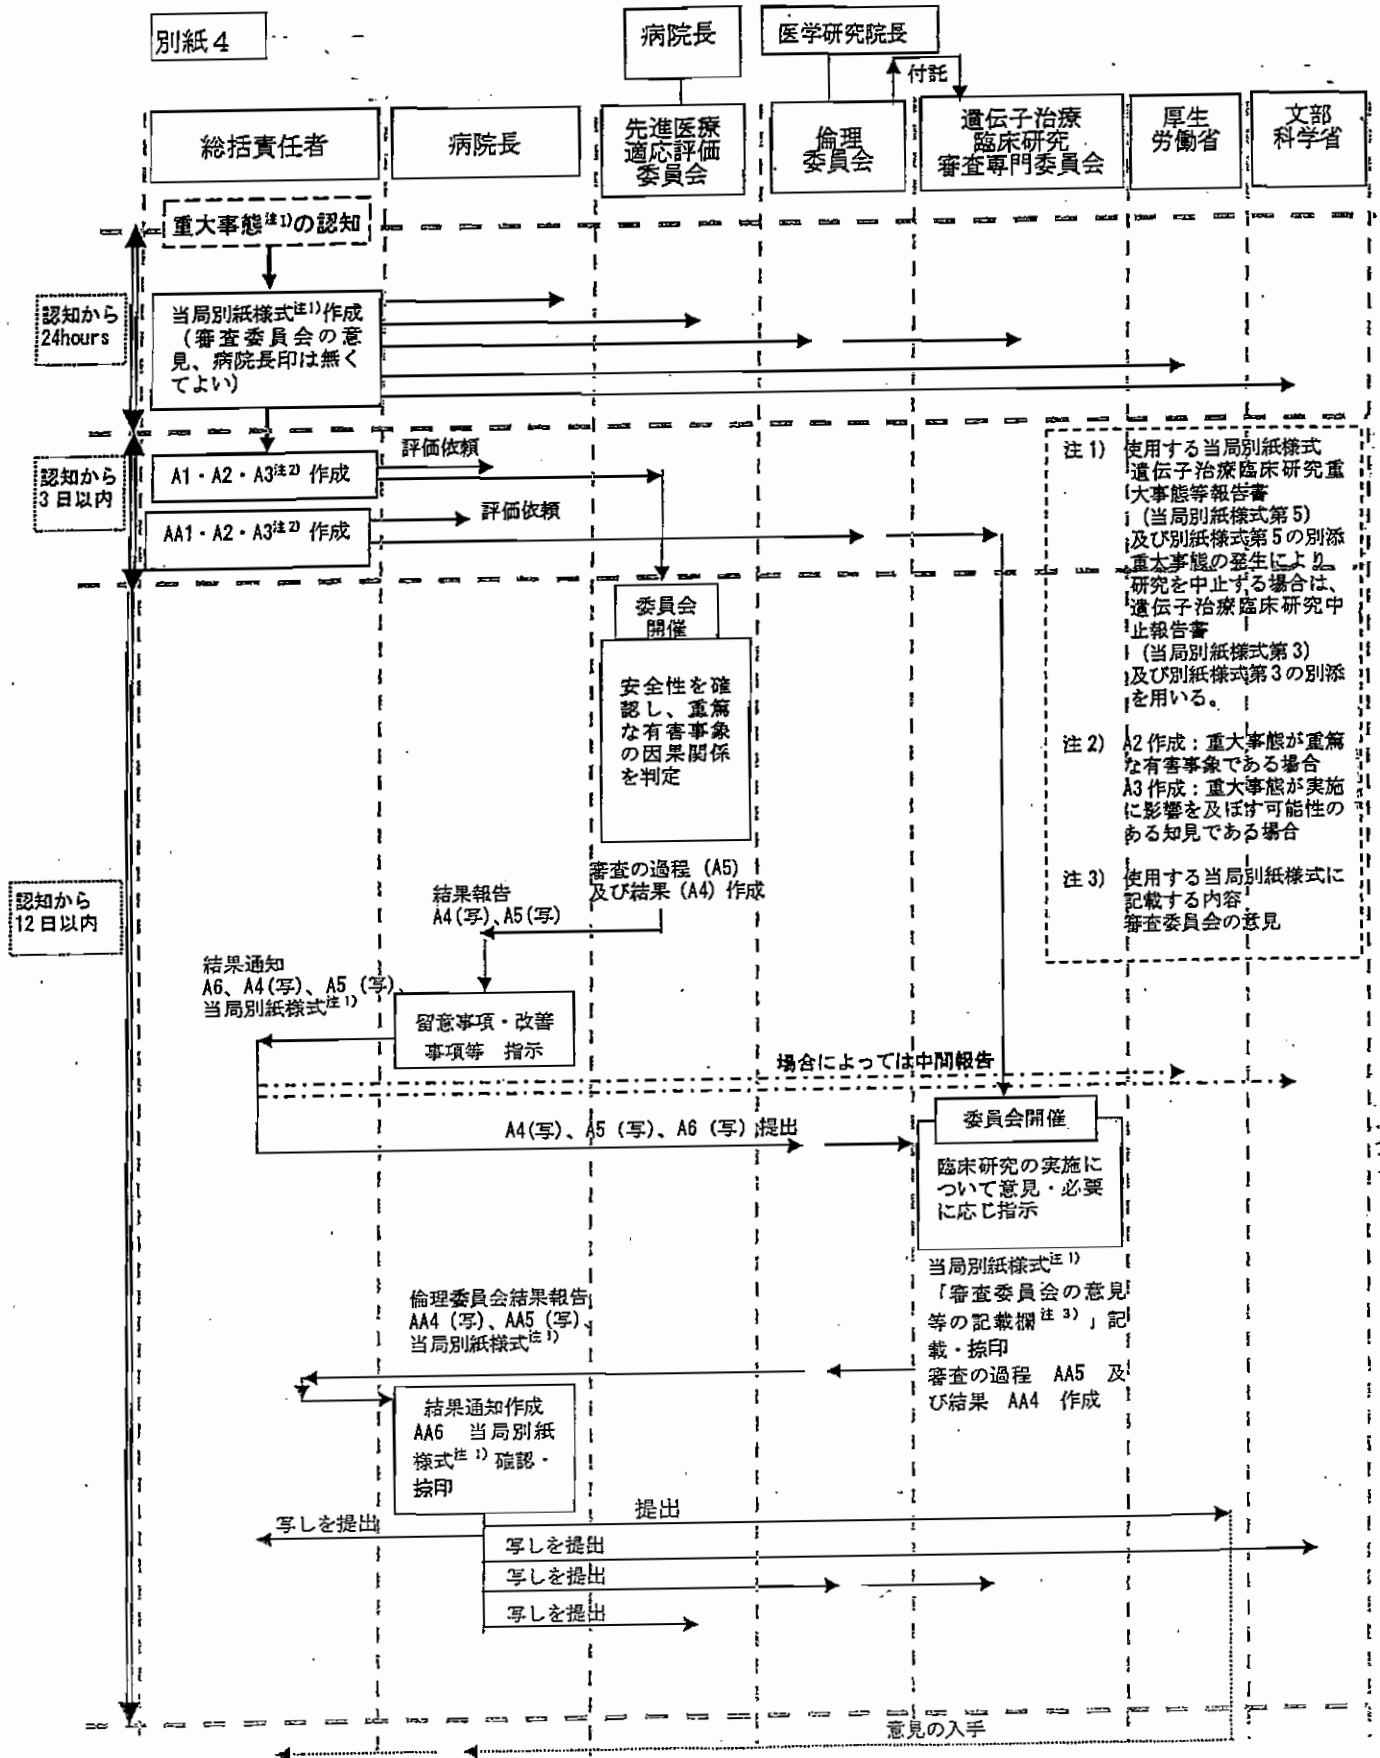 別紙4
病院長
医学研究院長
付託
総括責任者
病院長
先進医療
適応評価
委員会
倫理
委員会
遺伝子治療
臨床研究
審査専門委員会
厚生
労働省
文部
科学省
重大事態注1)の認知
認知から
24hours
当局別紙様式注1)作成
(審査委員会の意
見、病院長印は無く
てよい)
認知から
3日以内
A1・A2・A3注2) 作成
評価依頼
AA1・A2・A3注2) 作成
評価依頼
注1) 使用する当局別紙様式
遺伝子治療臨床研究重
大事態等報告書
(当局別紙様式第5)
及び別紙様式第5の別添
重大事態の発生により
研究を中止する場合は、
遺伝子治療臨床研究中
止報告書
(当局別紙様式第3)
及び別紙様式第3の別添
を用いる。
注2) A2作成:重大事態が重篤
な有害事象である場合
A3作成:重大事態が実施
に影響を及ぼす可能性の
ある知見である場合
注3) 使用する当局別紙様式に
記載する内容
審査委員会の意見
委員会
開催
安全性を確
認し、重篤
な有害事象
の因果関係
を判定
審査の過程(A5)
及び結果(A4)作成
認知から
12日以内
結果報告
A4(写)、A5(写)
結果通知
A6、A4(写)、A5(写)、
当局別紙様式注1)
留意事項・改善
事項等 指示
場合によっては中間報告
A4(写)、A5(写)、A6(写)提出
委員会開催
臨床研究の実施に
ついて意見・必要
に応じ指示
当局別紙様式注1)
「審査委員会の意見
等の記載欄注3)」記
載・捺印
審査の過程 AA5 及
び結果 AA4 作成
倫理委員会結果報告
AA4(写)、AA5(写)、
当局別紙様式注1)
結果通知作成
AA6 当局別紙
様式注1)確認・
捺印
提出
写しを提出
写しを提出
写しを提出
写しを提出
意見の入手